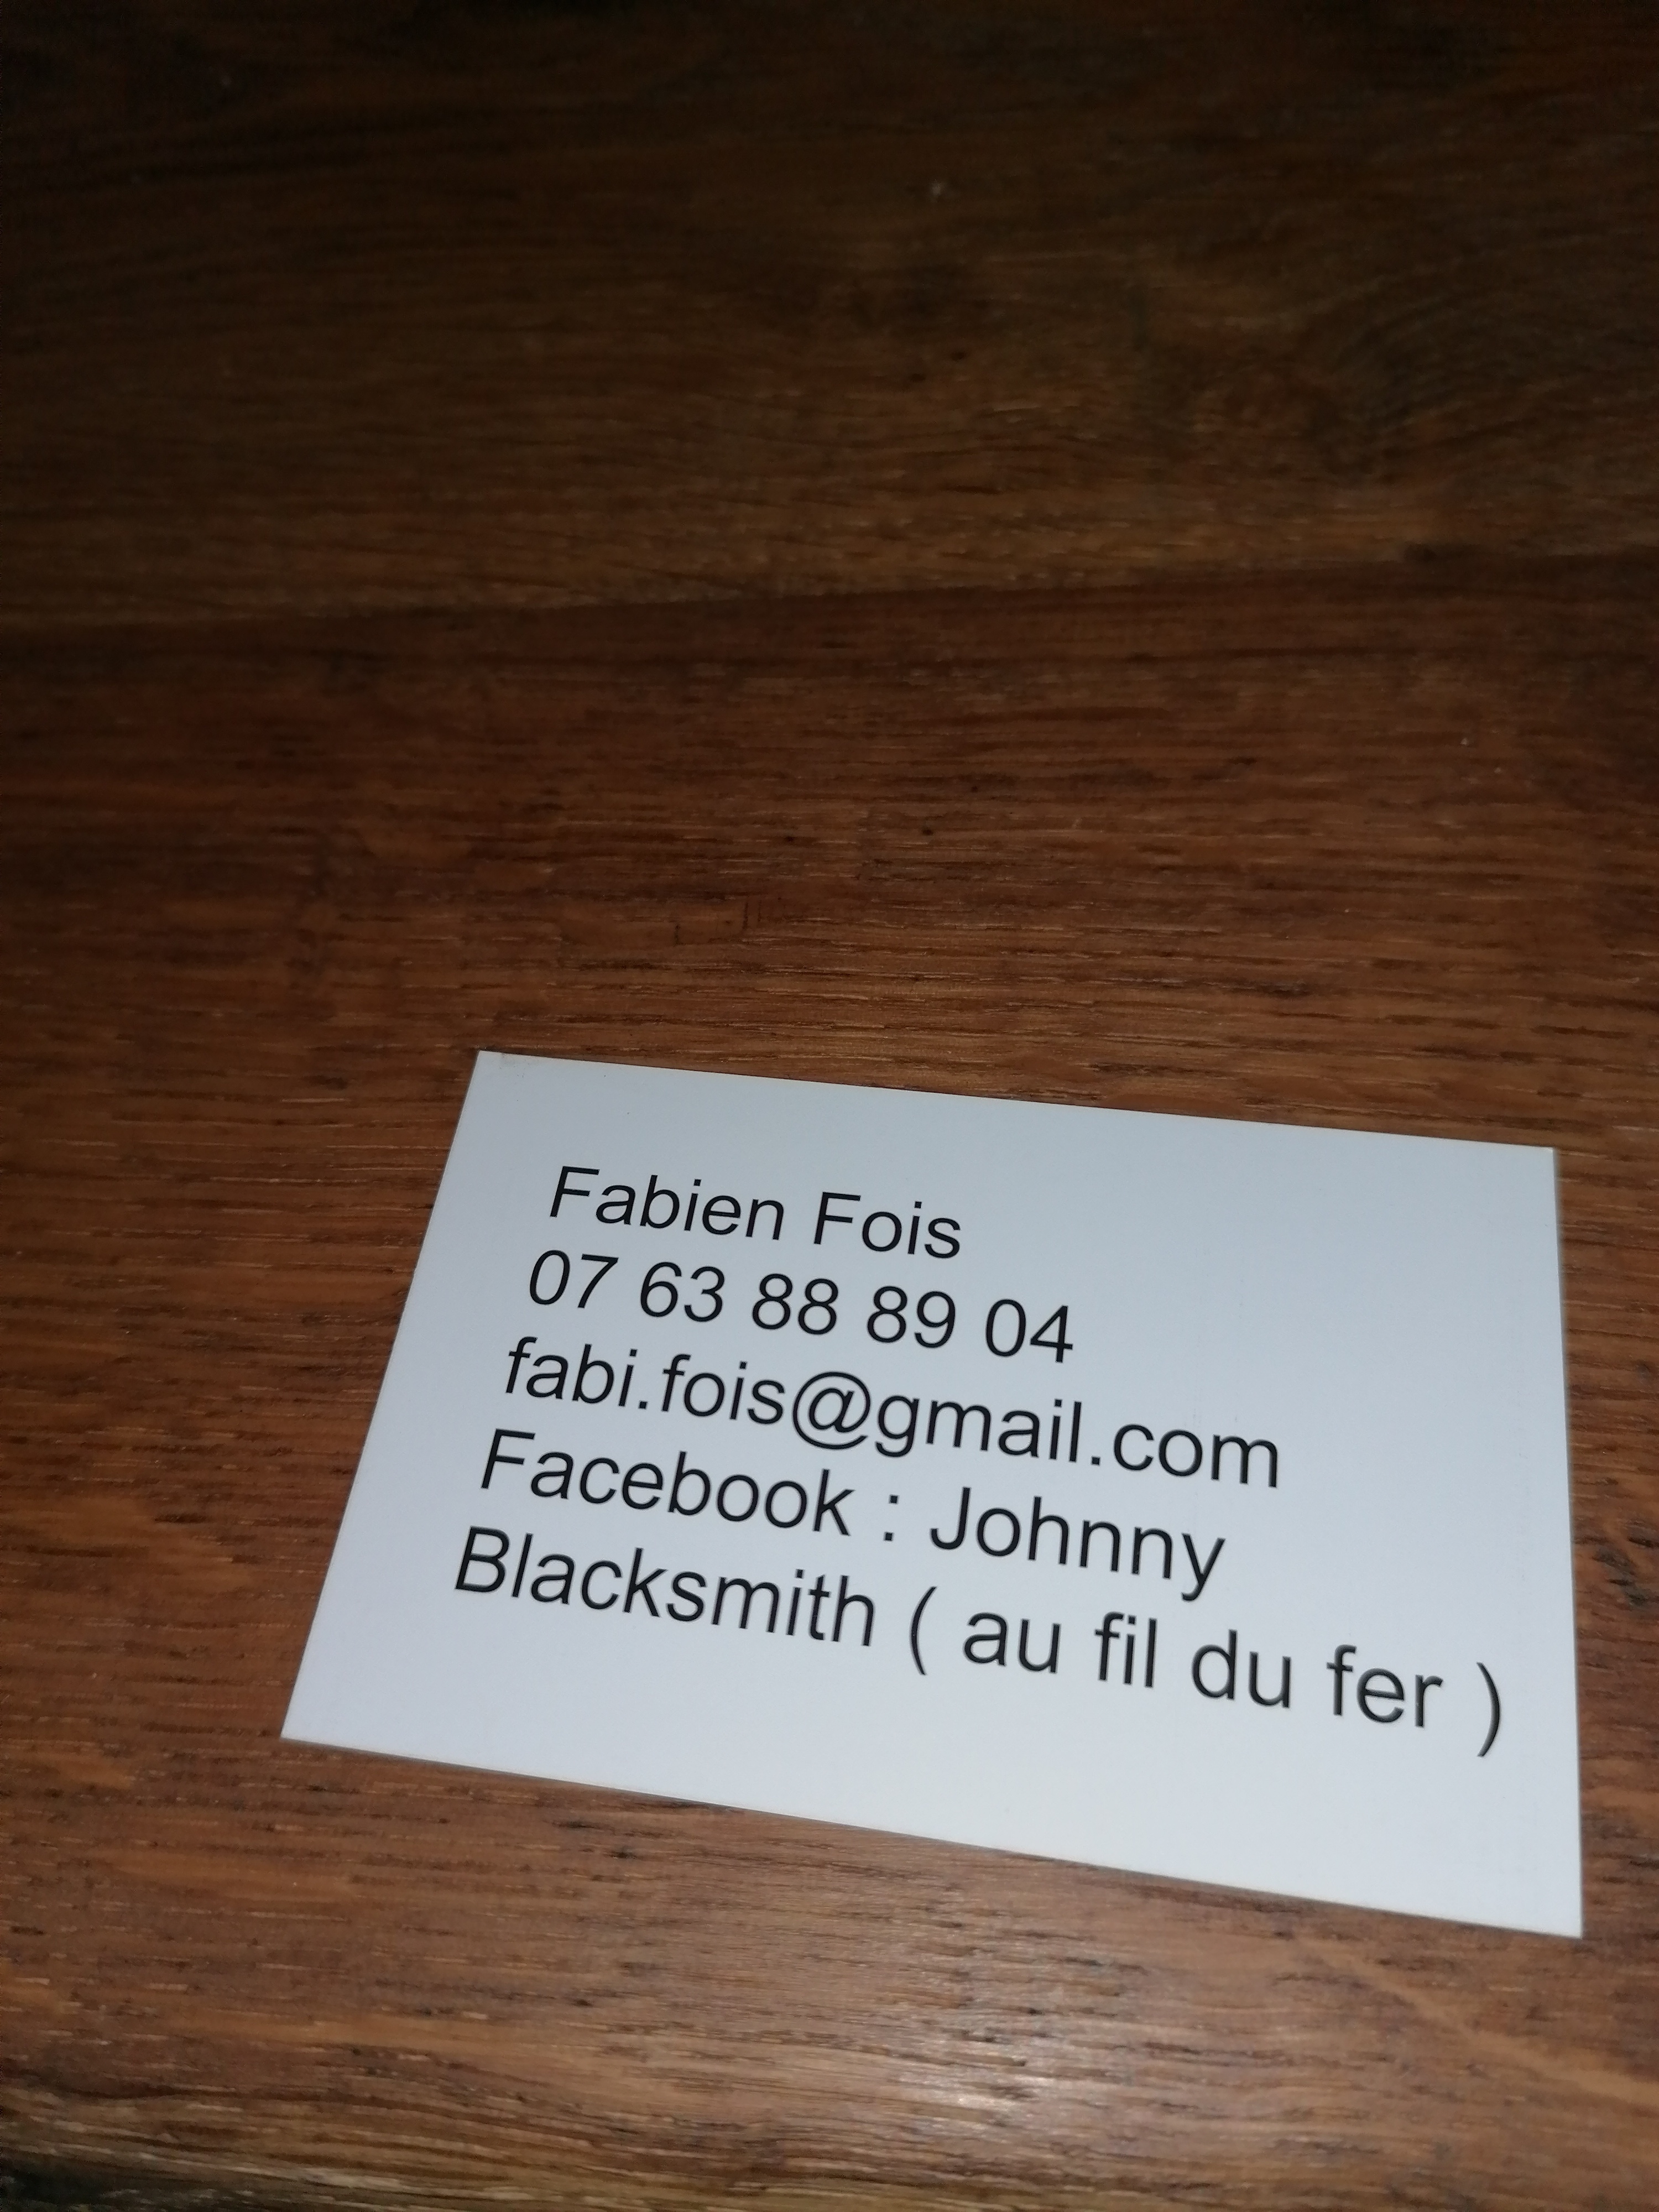 Fabien Fois
07 63 88 89 04
fabi.fois@gmail.com
Facebook : Johnny
Blacksmith ( au fil du fer )